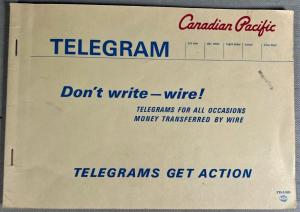 Canadian Pacific
TELEGRAM
Don't write—wire!
TELEGRAMS FOR ALL OCCASIONS
MONEY TRANSFERRED BY WIRE
TELEGRAMS GET ACTION